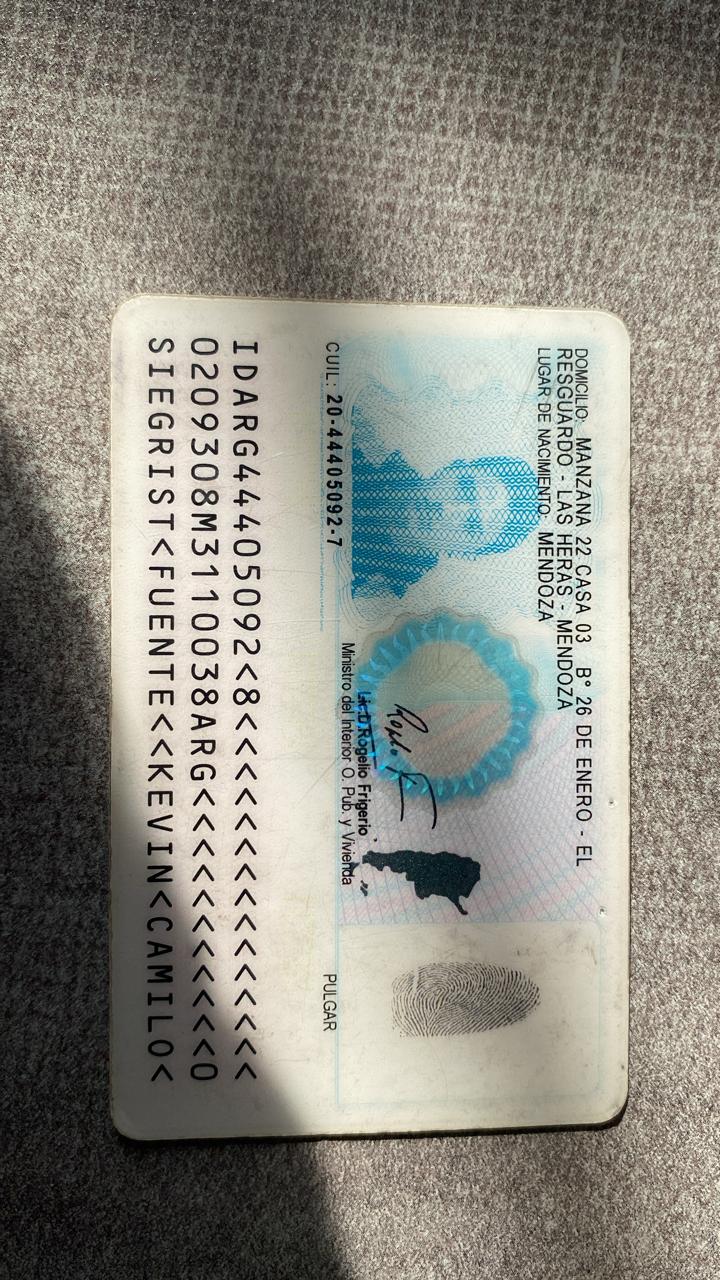 DOMICILIO: MANZANA 22 CASA 03 B° 26 DE ENERO - EL
RESGUARDO - LAS HERAS - MENDOZA
LUGAR DE NACIMIENTO: MENDOZA
Lic.D.Rogelio Frigerio
Ministro del Interior O. Pub. y Vivienda
CUIL: 20-44405092-7
PULGAR
IDARG44405092<8<<<<<<<<<<<<<<<
0209308M3110038ARG<<<<<<<<<<<0
SIEGRIST<FUENTE<<KEVIN<CAMILO<